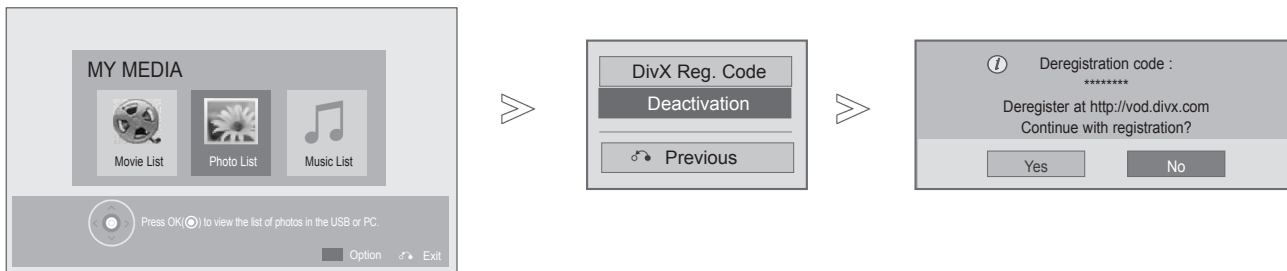 MY MEDIA
Movie List
Photo List
Music List
Press OK(◉) to view the list of photos in the USB or PC.
Option
Exit
DivX Reg. Code
Deactivation
Previous
i
Deregistration code :
********
Deregister at http://vod.divx.com
Continue with registration?
Yes
No